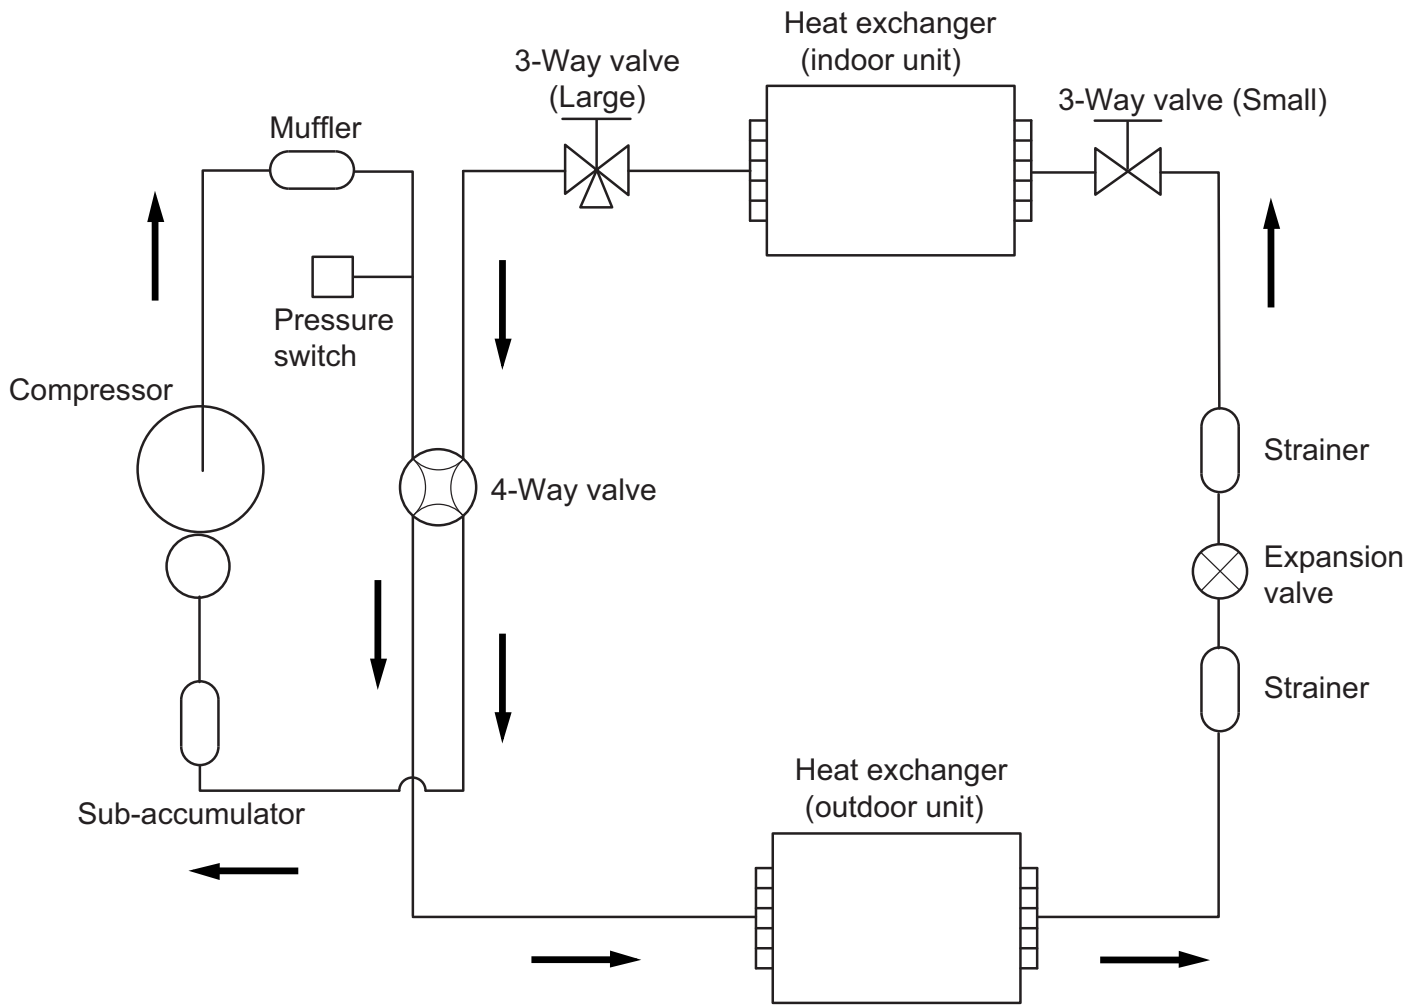 Heat exchanger
(indoor unit)
3-Way valve
(Large)
3-Way valve (Small)
Muffler
Pressure
switch
Compressor
4-Way valve
Strainer
Expansion
valve
Strainer
Heat exchanger
(outdoor unit)
Sub-accumulator